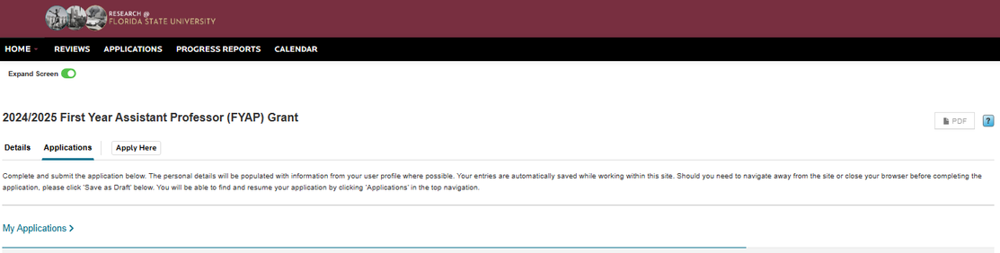 RESEARCH @
FLORIDA STATE UNIVERSITY
HOME REVIEWS APPLICATIONS PROGRESS REPORTS CALENDAR
Expand Screen
2024/2025 First Year Assistant Professor (FYAP) Grant
PDF ?
Details Applications Apply Here
Complete and submit the application below. The personal details will be populated with information from your user profile where possible. Your entries are automatically saved while working within this site. Should you need to navigate away from the site or close your browser before completing the
application, please click 'Save as Draft' below. You will be able to find and resume your application by clicking 'Applications' in the top navigation.
My Applications